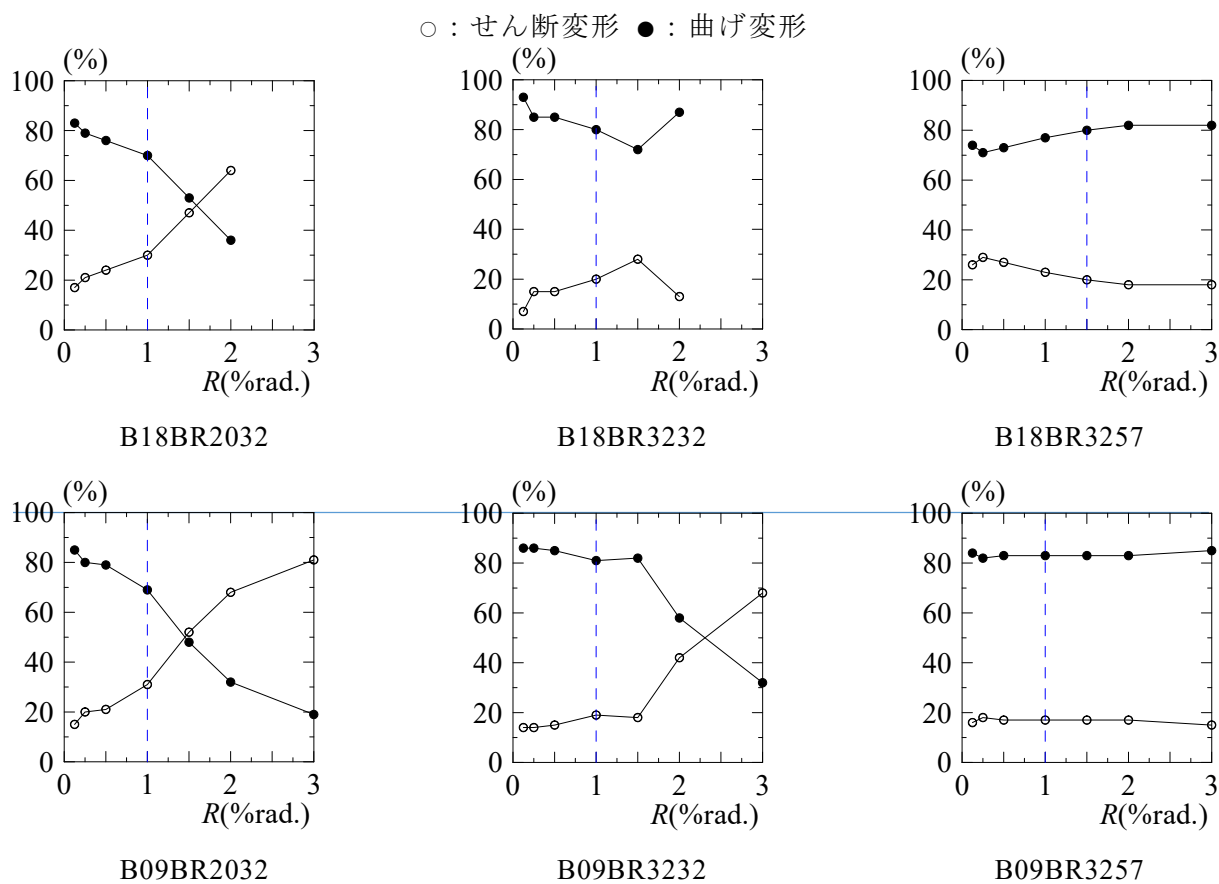 ○：せん断変形 ●：曲げ変形
(%) (%) (%)
100 100 100
80 80 80
60 60 60
40 40 40
20 20 20
0 0 0
0 1 2 3 0 1 2 3 0 1 2 3
R(%rad.) R(%rad.) R(%rad.)
B18BR2032 B18BR3232 B18BR3257
(%) (%) (%)
100 100 100
80 80 80
60 60 60
40 40 40
20 20 20
0 0 0
0 1 2 3 0 1 2 3 0 1 2 3
R(%rad.) R(%rad.) R(%rad.)
B09BR2032 B09BR3232 B09BR3257